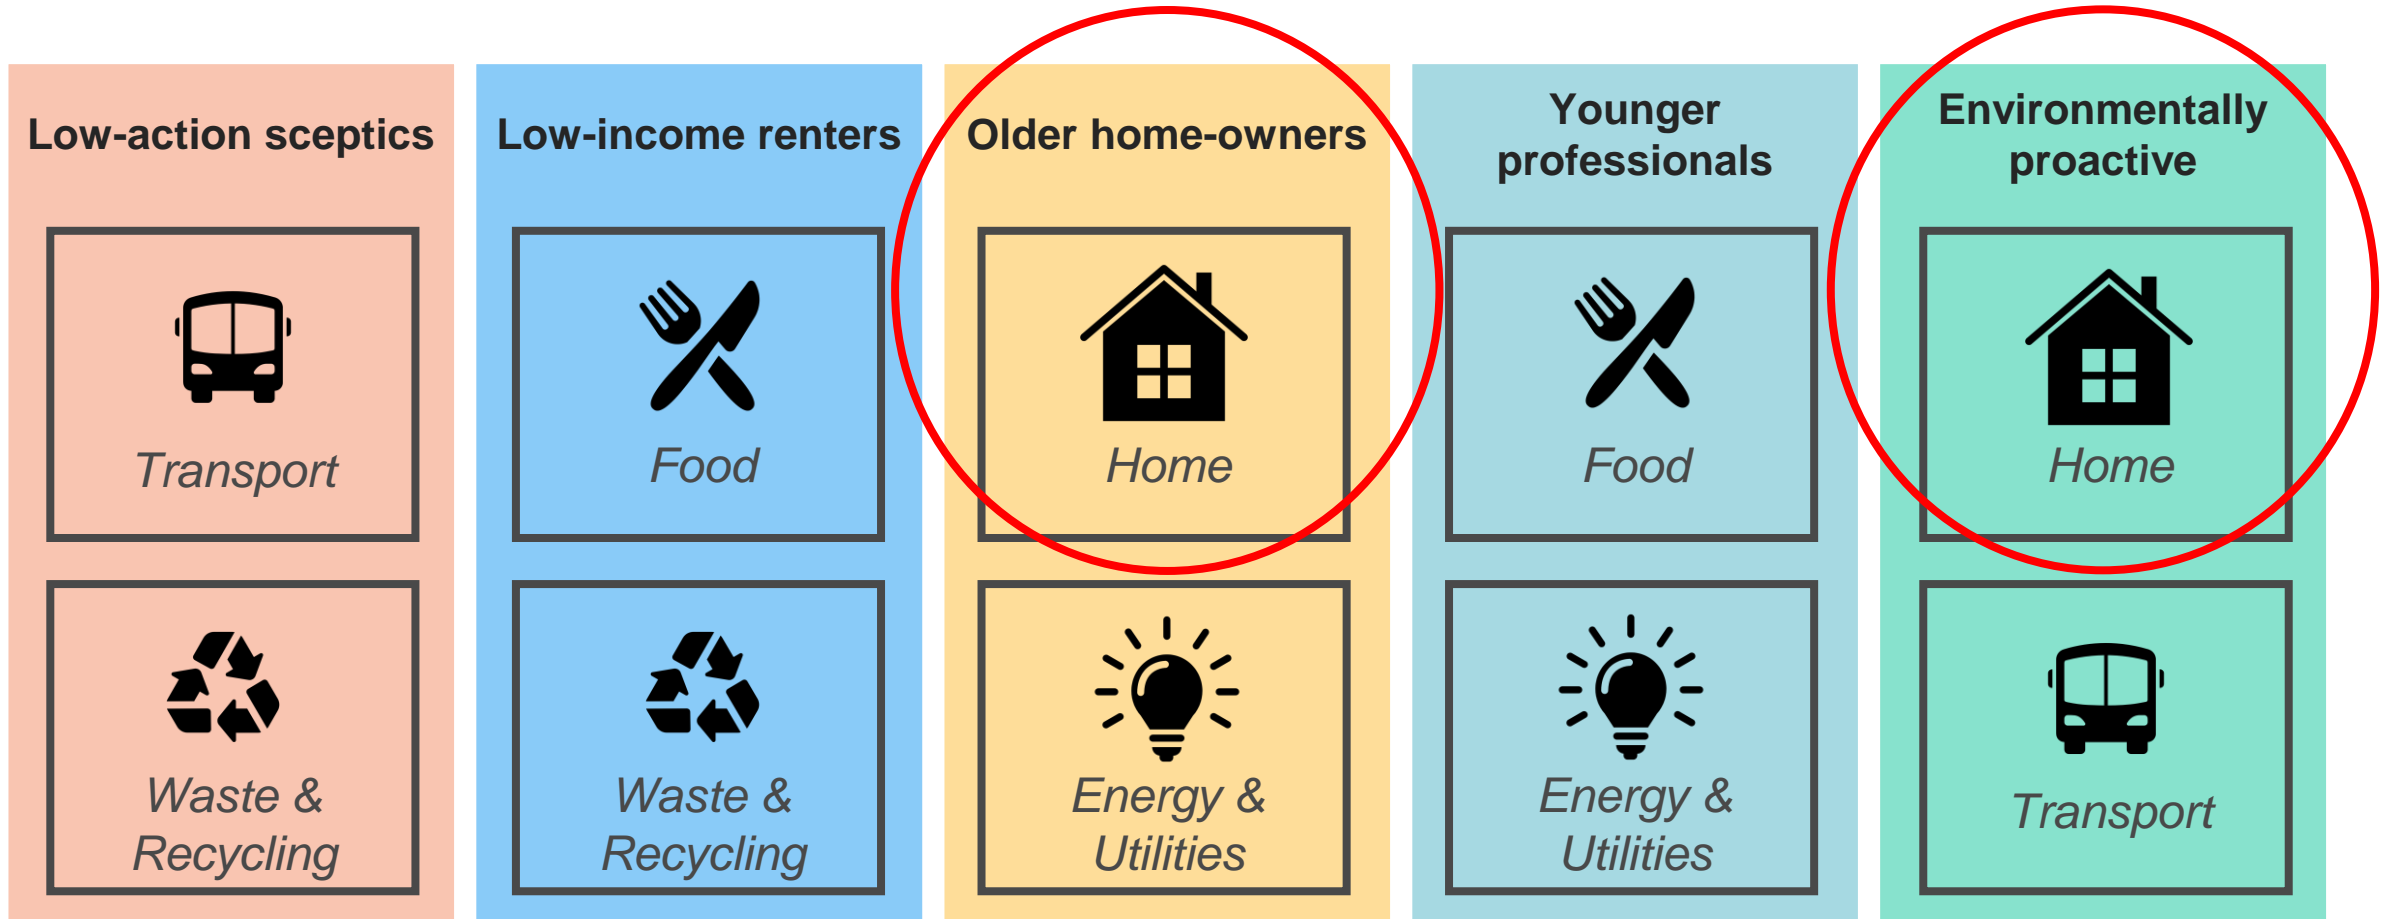 Low-action sceptics
Transport
Waste &
Recycling
Low-income renters
Food
Waste &
Recycling
Older home-owners
Home
Energy &
Utilities
Younger
professionals
Food
Energy &
Utilities
Environmentally
proactive
Home
Transport